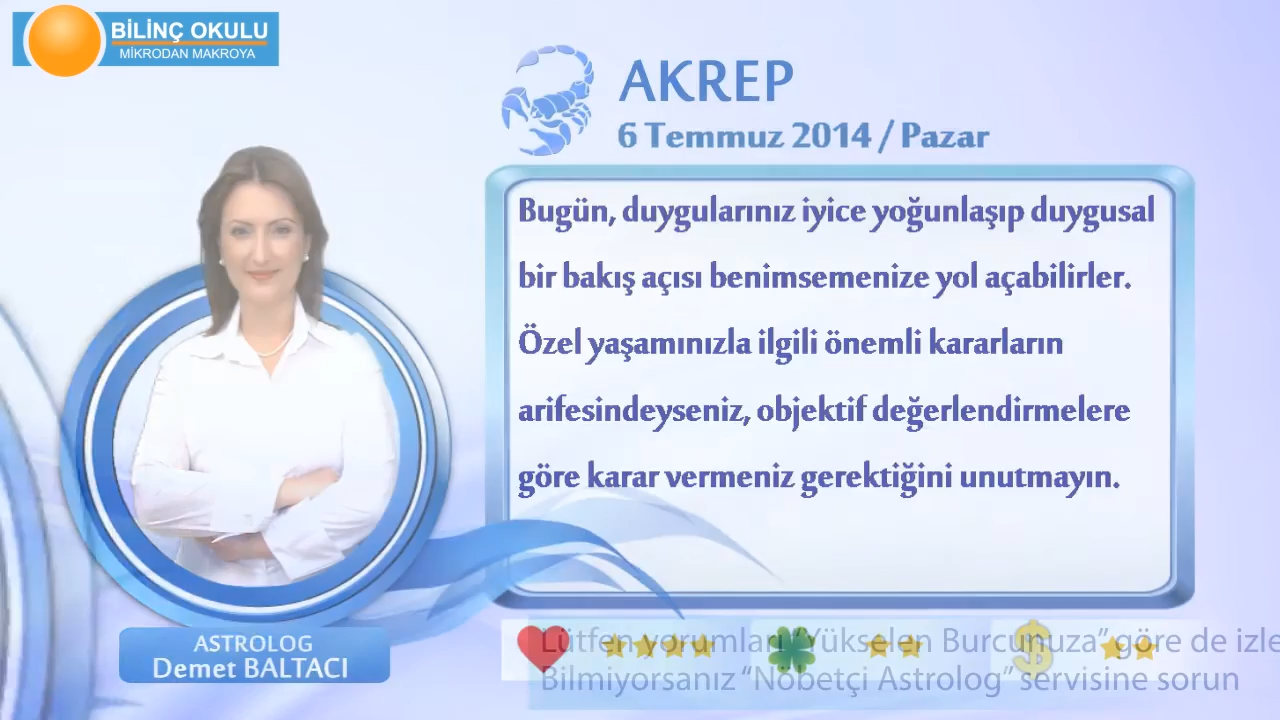 BİLİNÇ OKULU
MİKRODAN MAKROYA
AKREP
6 Temmuz 2014 / Pazar
Bugün, duygularınız iyice yoğunlaşıp duygusal
bir bakış açısı benimsemenize yol açabilirler.
Özel yaşamınızla ilgili önemli kararların
arifesindeyseniz, objektif değerlendirmelere
göre karar vermeniz gerektiğini unutmayın.
ASTROLOG
Demet BALTACI
Lütfen yorumları "Yükselen Burcunuza" göre de izle
Bilmiyorsanız "Nöbetçi Astrolog" servisine sorun